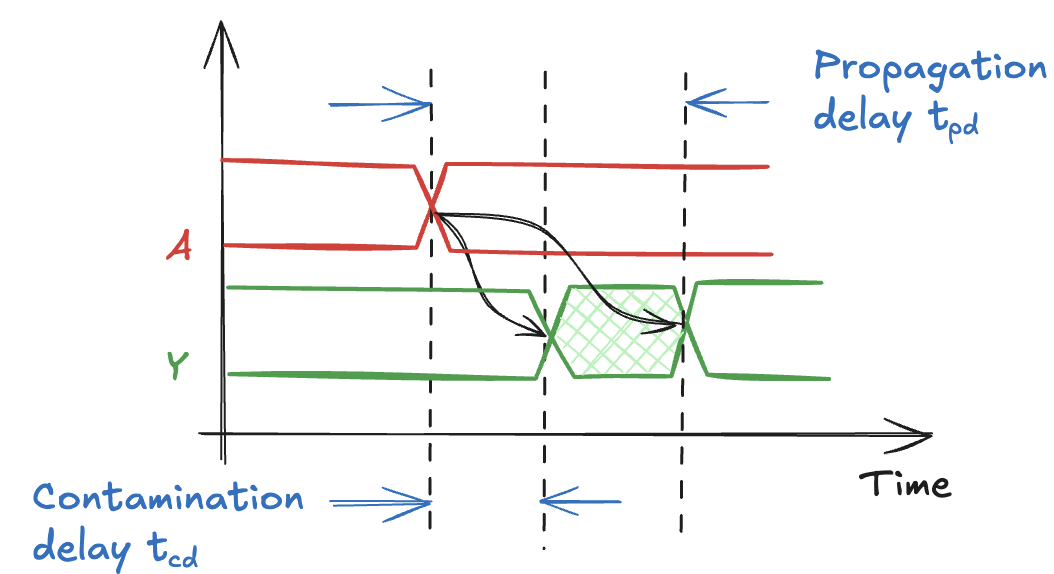 Propagation
delay tpd
A
Y
Time
Contamination
delay tcd